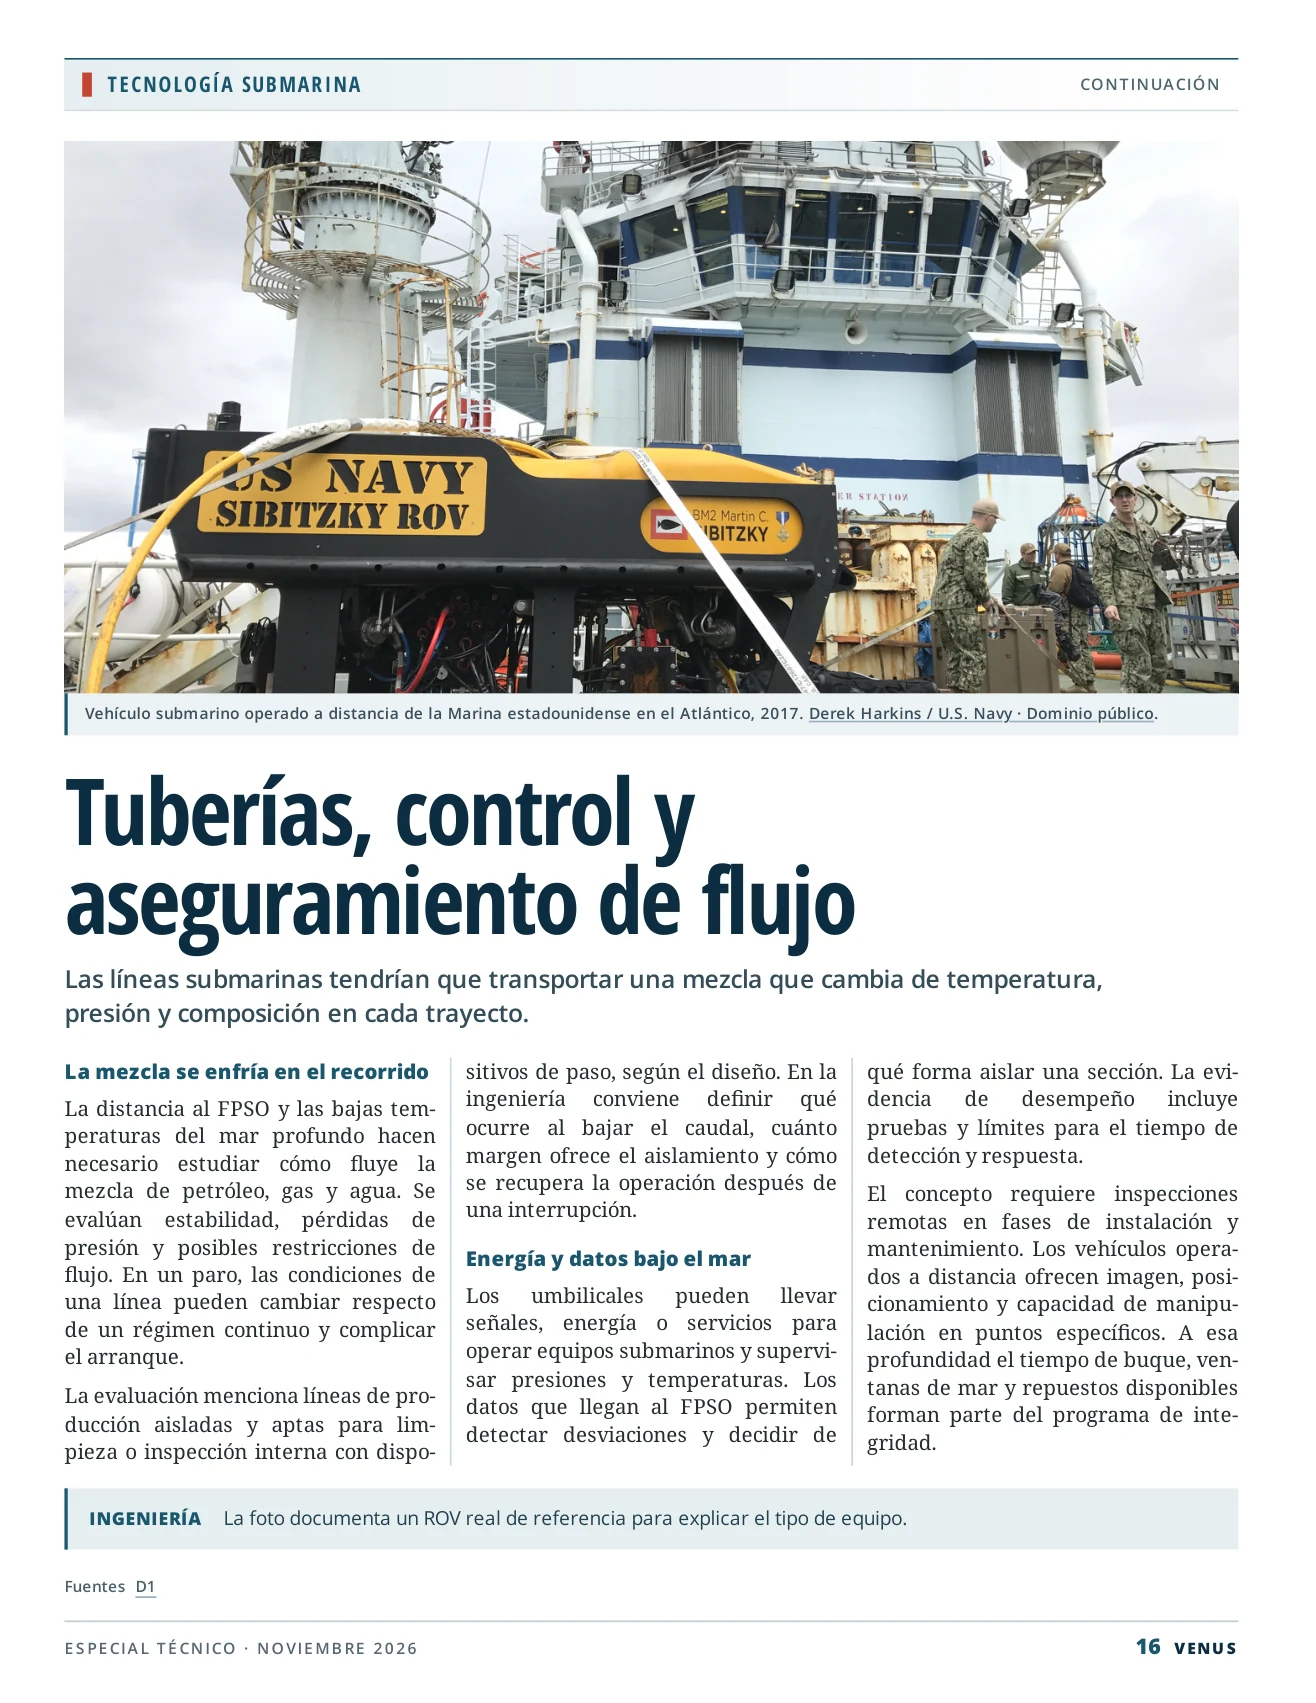 TECNOLOGÍA SUBMARINA
CONTINUACIÓN
US NAVY
SIBITZKY ROV
BM2 Martin C.
IBITZKY
ER STATION
Vehículo submarino operado a distancia de la Marina estadounidense en el Atlántico, 2017. Derek Harkins / U.S. Navy · Dominio público.
Tuberías, control y
aseguramiento de flujo
Las líneas submarinas tendrían que transportar una mezcla que cambia de temperatura,
presión y composición en cada trayecto.
La mezcla se enfría en el recorrido
La distancia al FPSO y las bajas tem-
peraturas del mar profundo hacen
necesario estudiar cómo fluye la
mezcla de petróleo, gas y agua. Se
evalúan estabilidad, pérdidas de
presión y posibles restricciones de
flujo. En un paro, las condiciones de
una línea pueden cambiar respecto
de un régimen continuo y complicar
el arranque.
La evaluación menciona líneas de pro-
ducción aisladas y aptas para lim-
pieza o inspección interna con dispo-
sitivos de paso, según el diseño. En la
ingeniería conviene definir qué
ocurre al bajar el caudal, cuánto
margen ofrece el aislamiento y cómo
se recupera la operación después de
una interrupción.
Energía y datos bajo el mar
Los umbilicales pueden llevar
señales, energía o servicios para
operar equipos submarinos y supervi-
sar presiones y temperaturas. Los
datos que llegan al FPSO permiten
detectar desviaciones y decidir de
qué forma aislar una sección. La evi-
dencia de desempeño incluye
pruebas y límites para el tiempo de
detección y respuesta.
El concepto requiere inspecciones
remotas en fases de instalación y
mantenimiento. Los vehículos opera-
dos a distancia ofrecen imagen, posi-
cionamiento y capacidad de manipu-
lación en puntos específicos. A esa
profundidad el tiempo de buque, ven-
tanas de mar y repuestos disponibles
forman parte del programa de inte-
gridad.
INGENIERÍA La foto documenta un ROV real de referencia para explicar el tipo de equipo.
Fuentes D1
ESPECIAL TÉCNICO · NOVIEMBRE 2026
16 VENUS